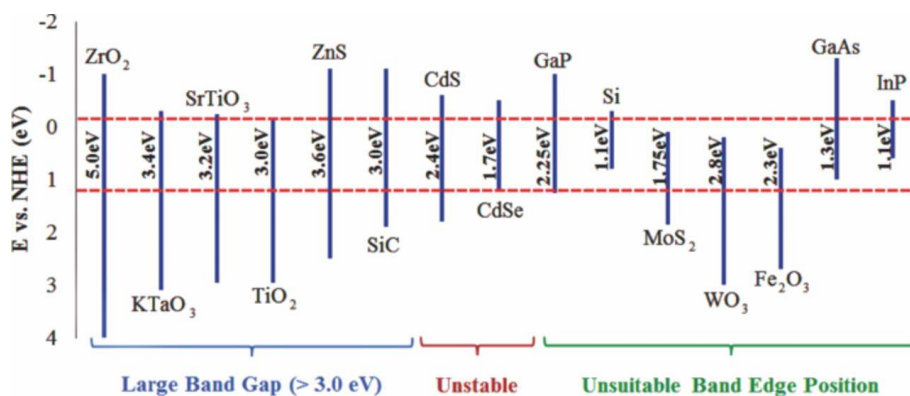 E vs. NHE (eV)
-2
-1
0
1
2
3
4
ZrO₂
5.0eV
3.4eV
KTaO₃
SrTiO₃
3.2eV
3.0eV
TiO₂
ZnS
3.6eV
3.0eV
SiC
CdS
2.4eV
1.7eV
CdSe
GaP
2.25eV
Si
1.1eV
1.75eV
MoS₂
2.8eV
WO₃
2.3eV
Fe₂O₃
GaAs
1.3eV
InP
1.1eV
Large Band Gap (> 3.0 eV)
Unstable
Unsuitable Band Edge Position